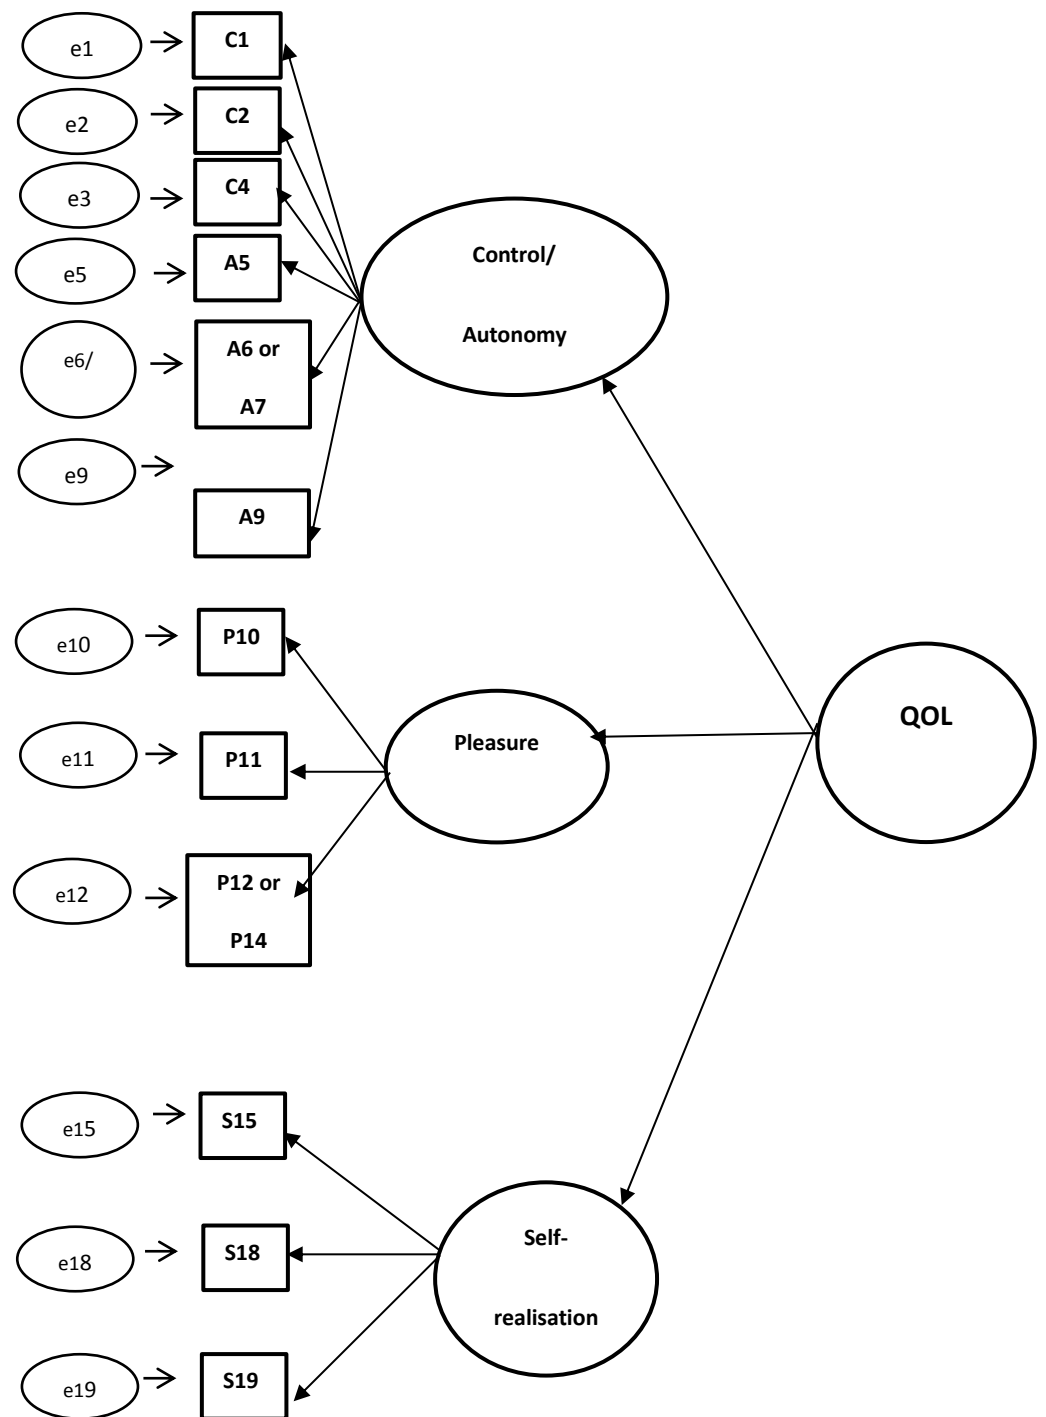 e1
C1
e2
C2
e3
C4
e5
A5
e6/
A6 or
A7
e9
A9
Control/
Autonomy
e10
P10
e11
P11
e12
P12 or
P14
Pleasure
QOL
e15
S15
e18
S18
e19
S19
Self-
realisation